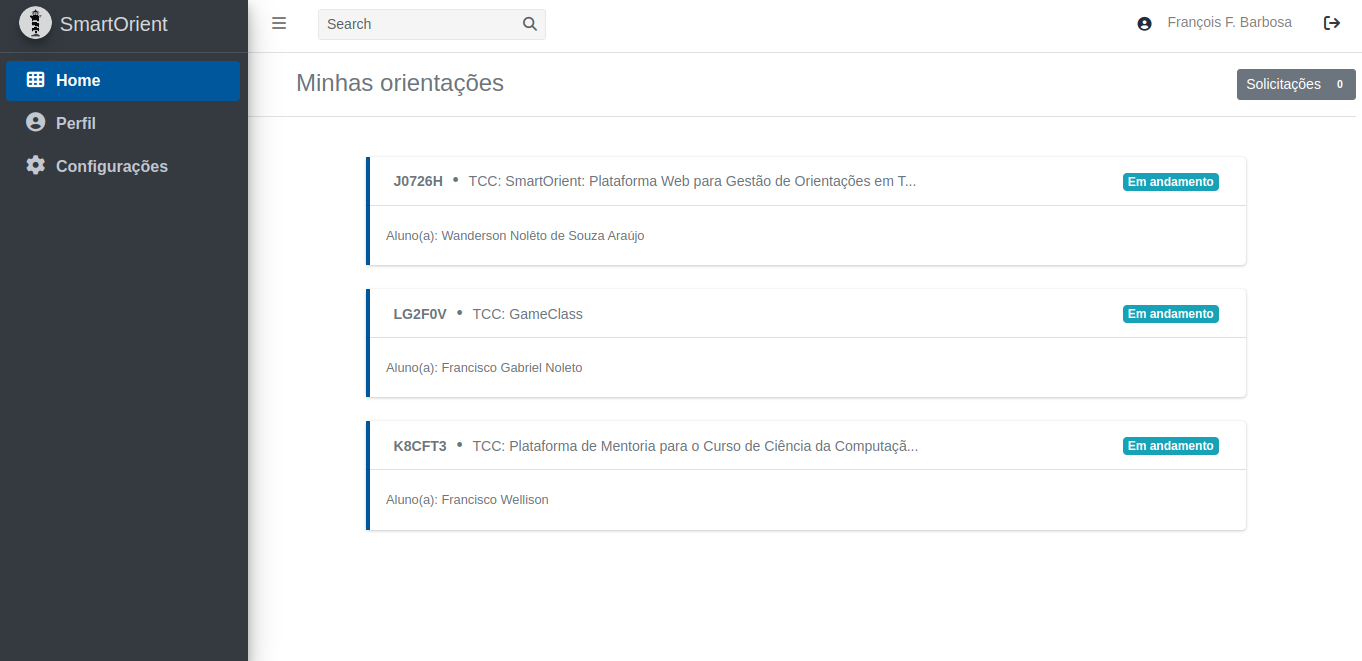 SmartOrient
Search
François F. Barbosa
Home
Perfil
Configurações
Minhas orientações
Solicitações 0
J0726H • TCC: SmartOrient: Plataforma Web para Gestão de Orientações em T...
Em andamento
Aluno(a): Wanderson Nolêto de Souza Araújo
LG2F0V • TCC: GameClass
Em andamento
Aluno(a): Francisco Gabriel Noleto
K8CFT3 • TCC: Plataforma de Mentoria para o Curso de Ciência da Computaçã...
Em andamento
Aluno(a): Francisco Wellison